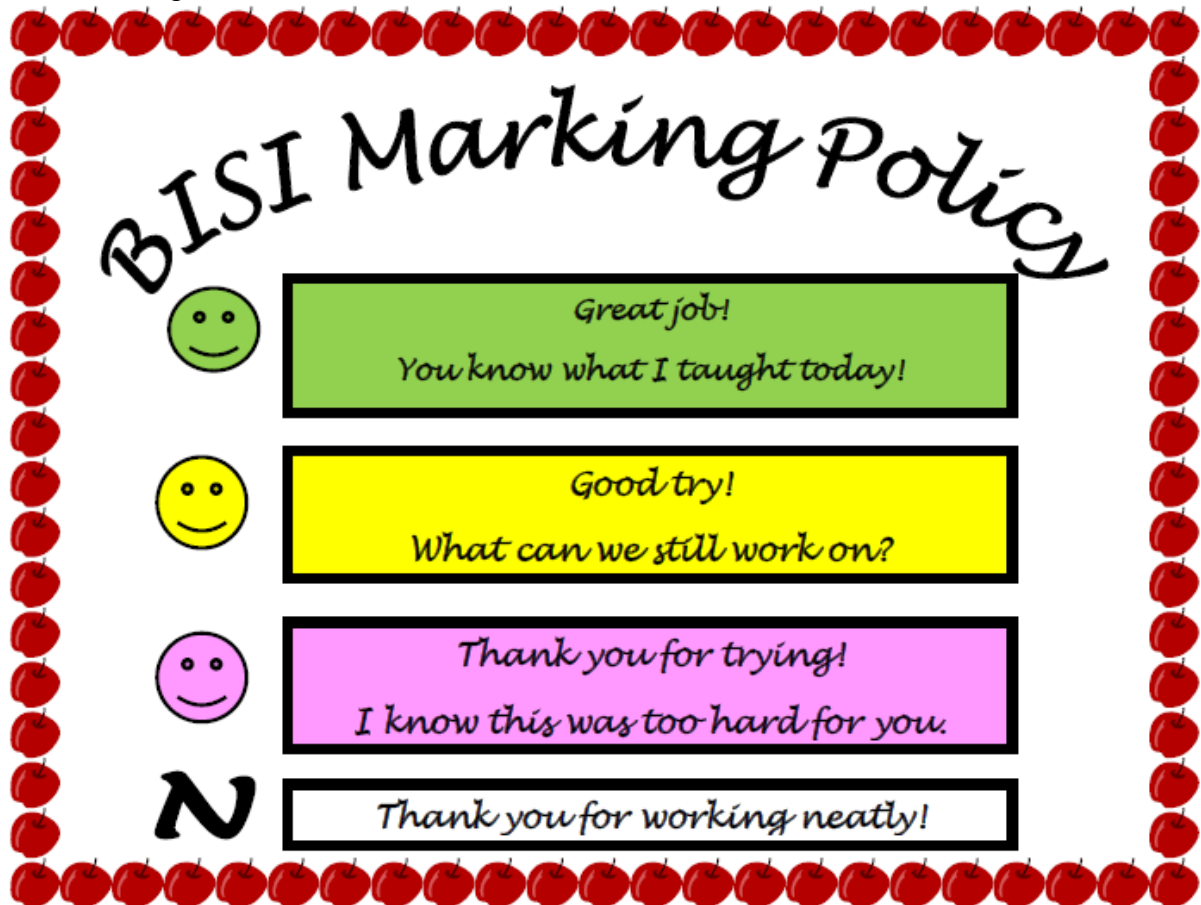 BISI Marking Policy
Great job!
You know what I taught today!
Good try!
What can we still work on?
Thank you for trying!
I know this was too hard for you.
N
Thank you for working neatly!